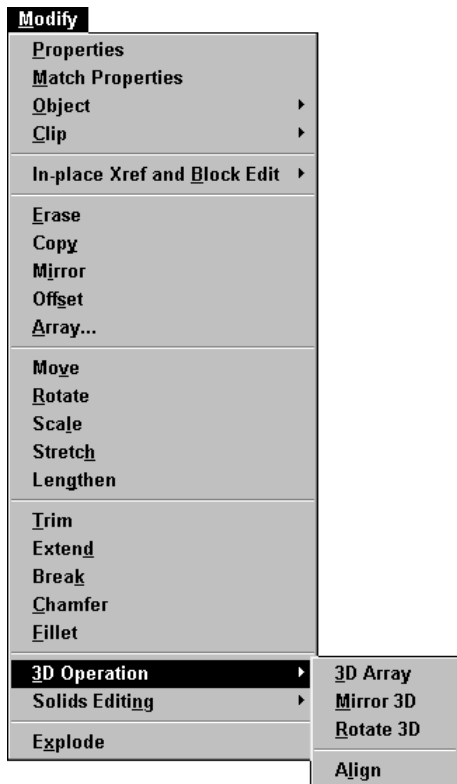 Modify
Properties
Match Properties
Object
Clip
In-place Xref and Block Edit
Erase
Copy
Mirror
Offset
Array...
Move
Rotate
Scale
Stretch
Lengthen
Trim
Extend
Break
Chamfer
Fillet
3D Operation
Solids Editing
Explode
3D Array
Mirror 3D
Rotate 3D
Align